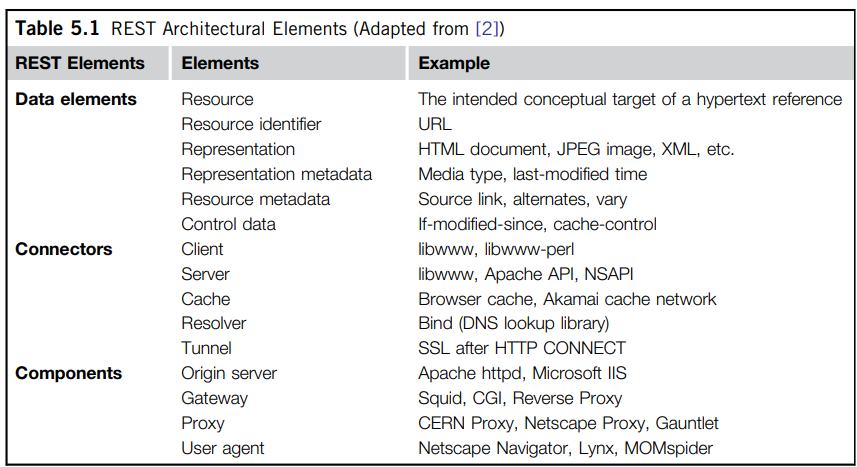 Table 5.1 REST Architectural Elements (Adapted from [2])
REST Elements Elements Example
Data elements Resource The intended conceptual target of a hypertext reference
Resource identifier URL
Representation HTML document, JPEG image, XML, etc.
Representation metadata Media type, last-modified time
Resource metadata Source link, alternates, vary
Control data If-modified-since, cache-control
Connectors Client libwww, libwww-perl
Server libwww, Apache API, NSAPI
Cache Browser cache, Akamai cache network
Resolver Bind (DNS lookup library)
Tunnel SSL after HTTP CONNECT
Components Origin server Apache httpd, Microsoft IIS
Gateway Squid, CGI, Reverse Proxy
Proxy CERN Proxy, Netscape Proxy, Gauntlet
User agent Netscape Navigator, Lynx, MOMspider